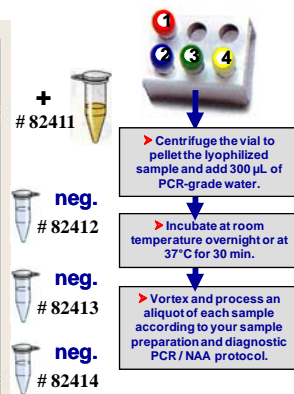 1
2
3
4
+
# 82411
neg.
# 82412
neg.
# 82413
neg.
# 82414
➤ Centrifuge the vial to
pellet the lyophilized
sample and add 300 µL of
PCR-grade water.
➤ Incubate at room
temperature overnight or at
37°C for 30 min.
➤ Vortex and process an
aliquot of each sample
according to your sample
preparation and diagnostic
PCR / NAA protocol.